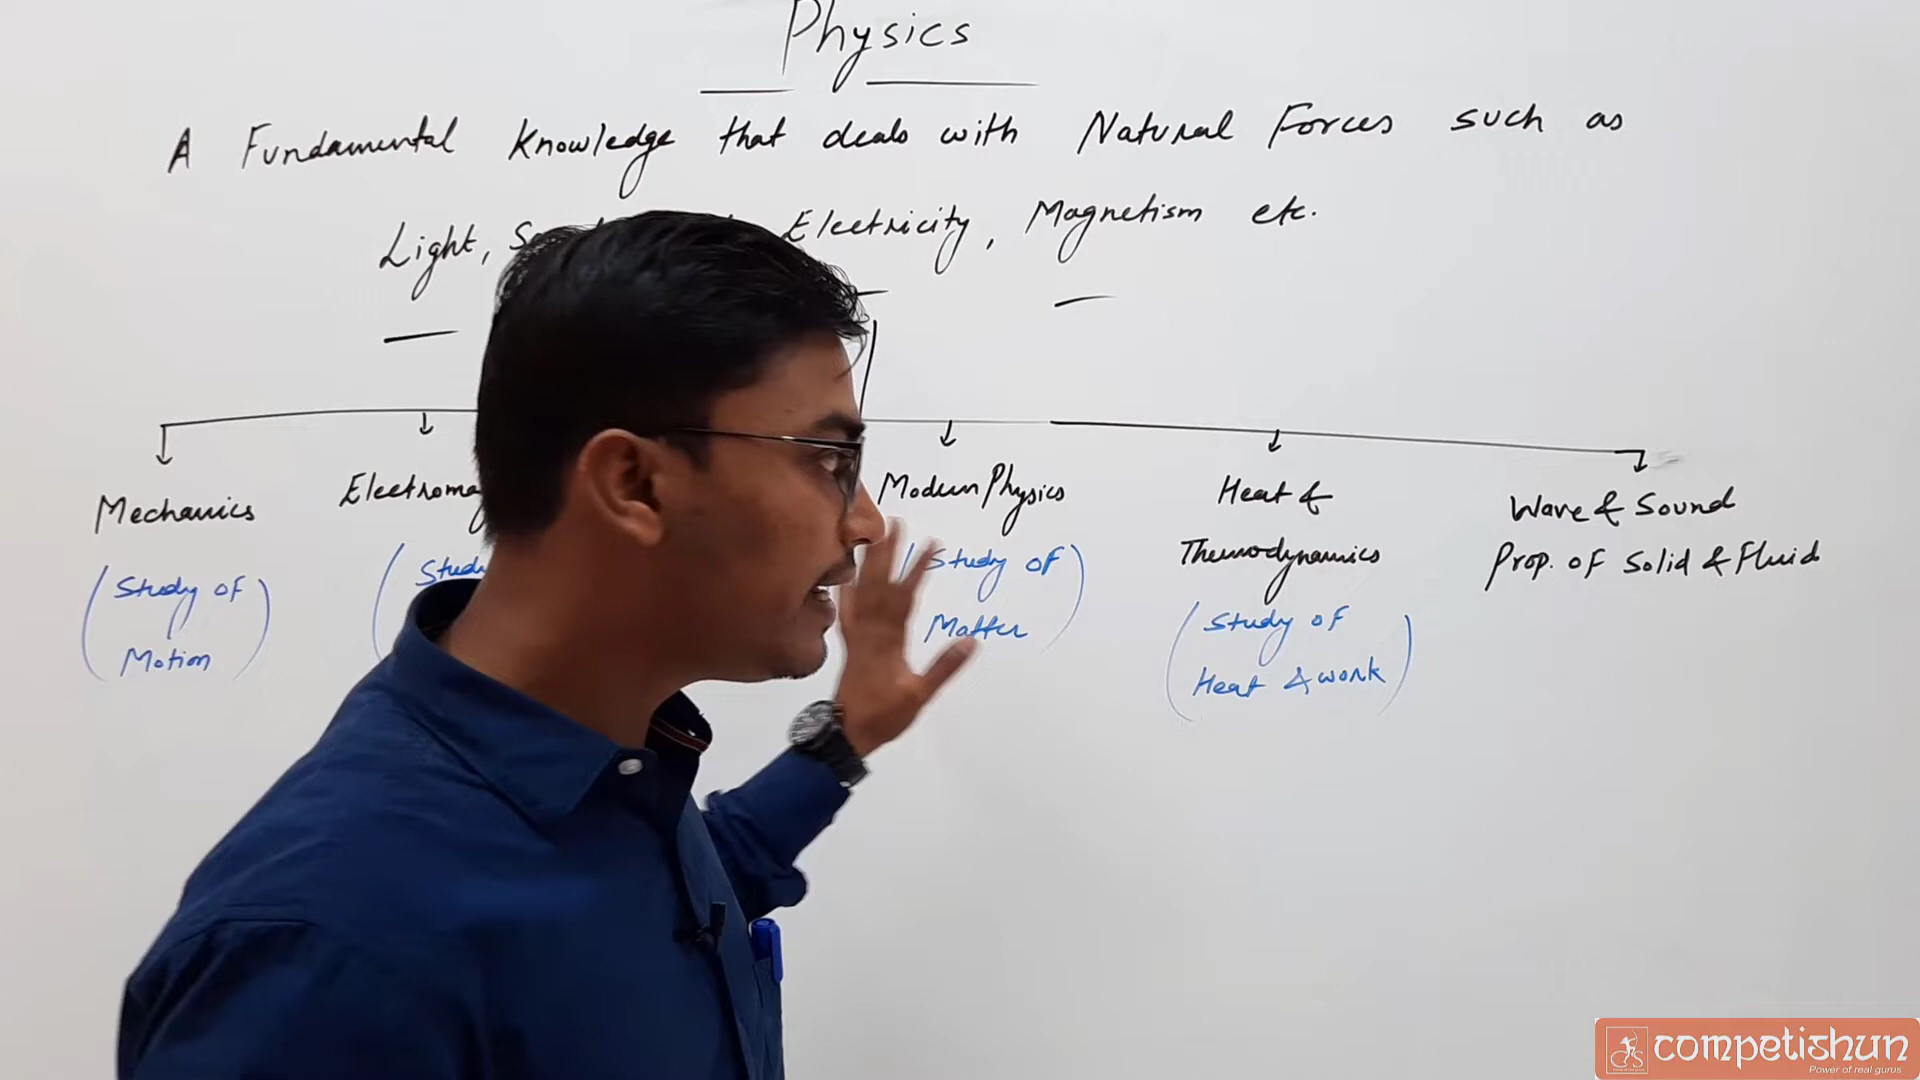 Physics
A Fundamental Knowledge that deals with Natural Forces such as
Light, Electricity, Magnetism etc.
Mechanics
(Study of
Motion)
(Study
Modern Physics
(Study of
Matter)
Heat &
Thermodynamics
(Study of
Heat & work)
Wave & Sound
Prop. of Solid & Fluid
competishun
Power of real gurus